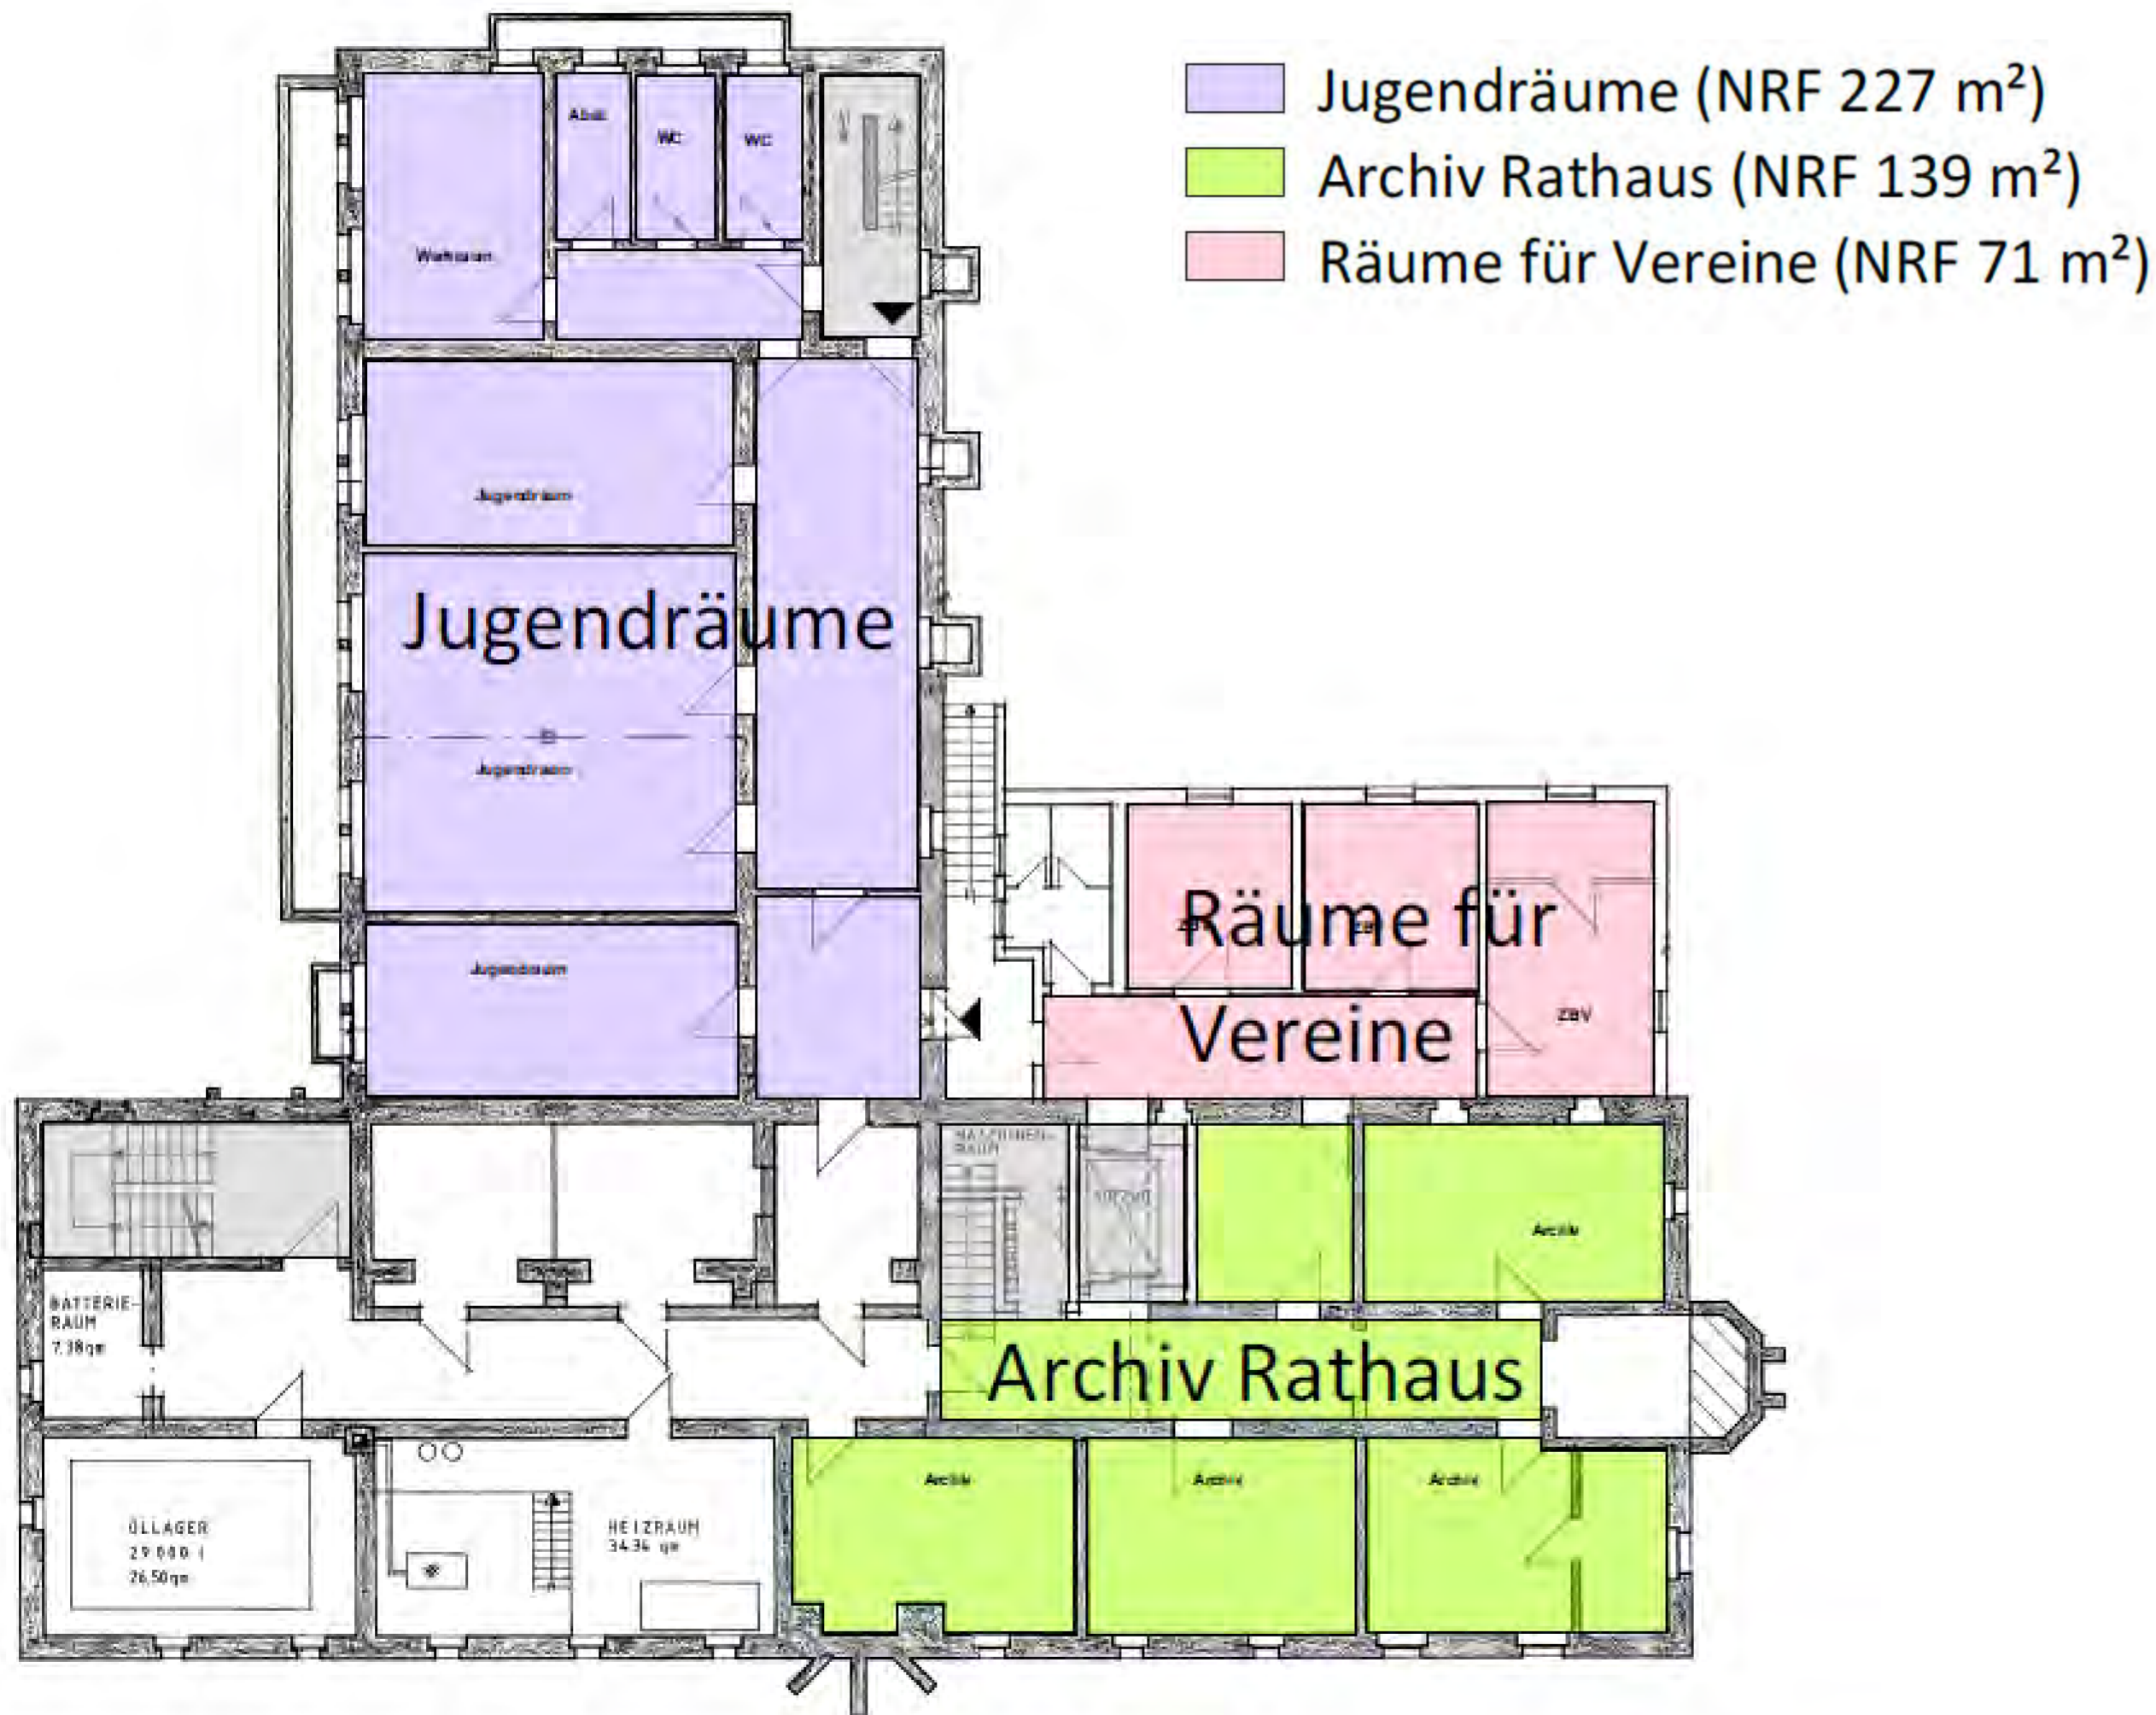 Jugendräume (NRF 227 m²)
Archiv Rathaus (NRF 139 m²)
Räume für Vereine (NRF 71 m²)
Abst.
WC
WC
Werkraum
Jugendraum
Jugendräume
Jugendraum
Jugendraum
Räume für
Vereine
ZBV
MASCHINEN-
RAUM
AUFZUG
Archiv
BATTERIE-
RAUM
7.38qm
Archiv Rathaus
Archiv
Archiv
Archiv
ÖLLAGER
29 000 l
26,50qm
HEIZRAUM
34.34 qm